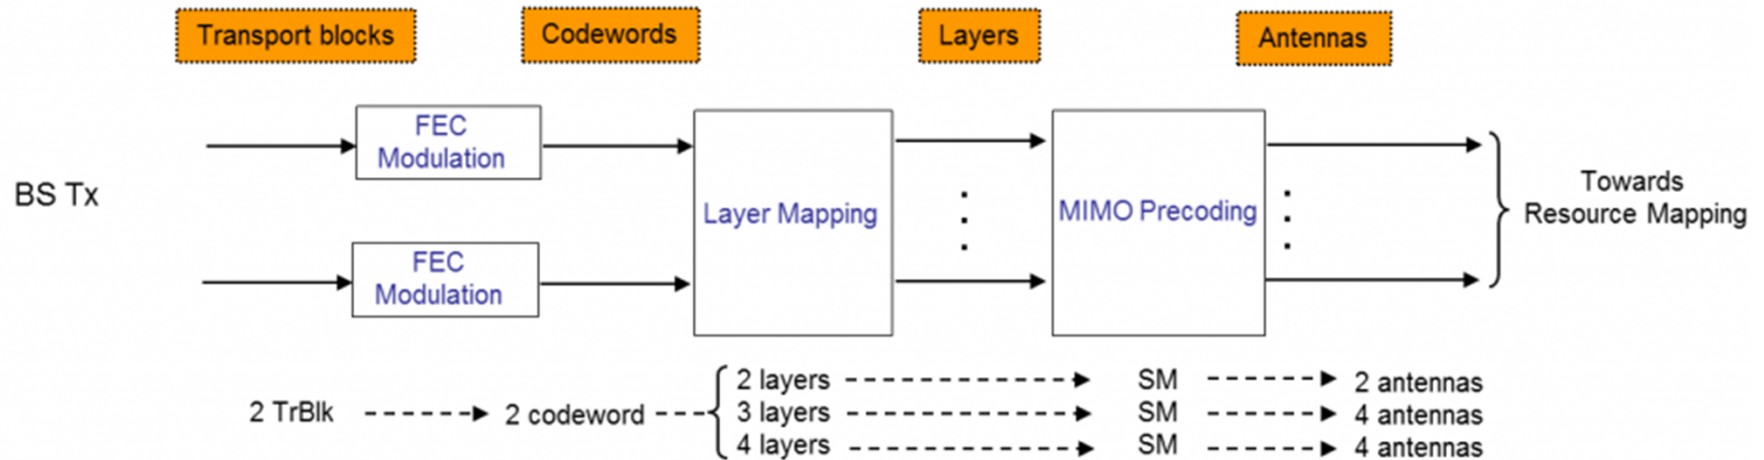 Transport blocks
Codewords
Layers
Antennas
BS Tx
FEC
Modulation
FEC
Modulation
Layer Mapping
MIMO Precoding
Towards
Resource Mapping
2 TrBlk
2 codeword
2 layers
SM
2 antennas
3 layers
SM
4 antennas
4 layers
SM
4 antennas